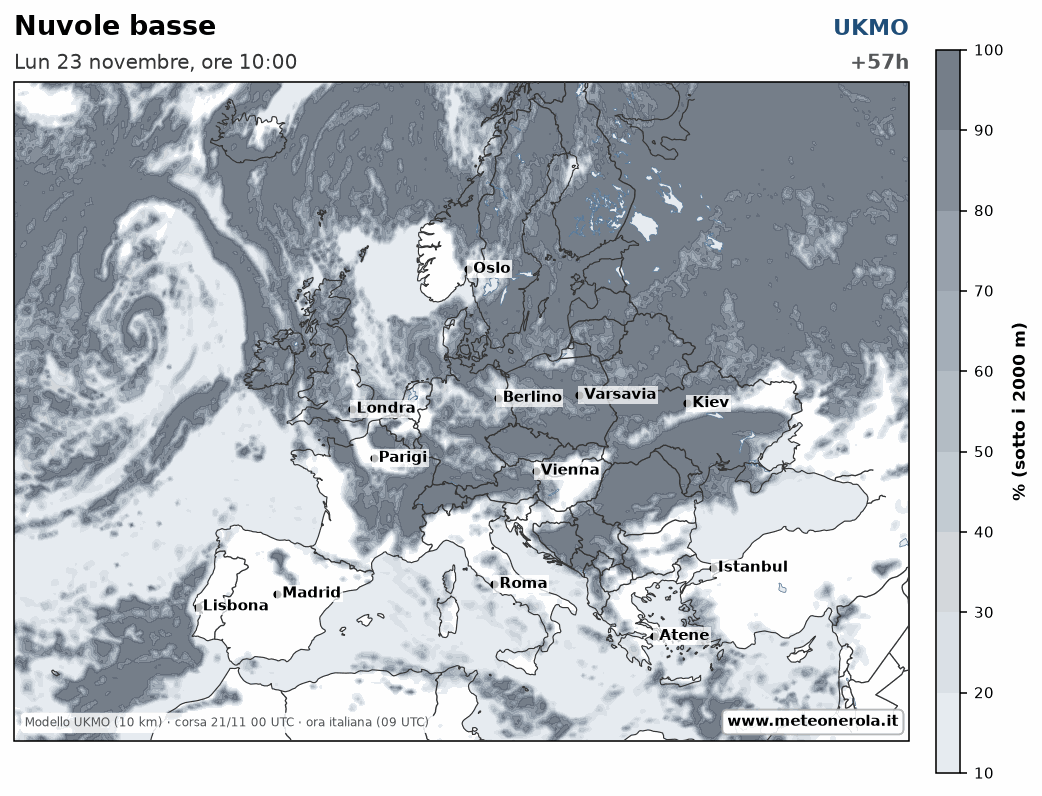 Nuvole basse
UKMO
Lun 23 novembre, ore 10:00
+57h
100
90
80
70
60
50
40
30
20
10
% (sotto i 2000 m)
Oslo
Berlino
Varsavia
Kiev
Londra
Parigi
Vienna
Istanbul
Roma
Madrid
Lisbona
Atene
Modello UKMO (10 km) · corsa 21/11 00 UTC · ora italiana (09 UTC)
www.meteonerola.it